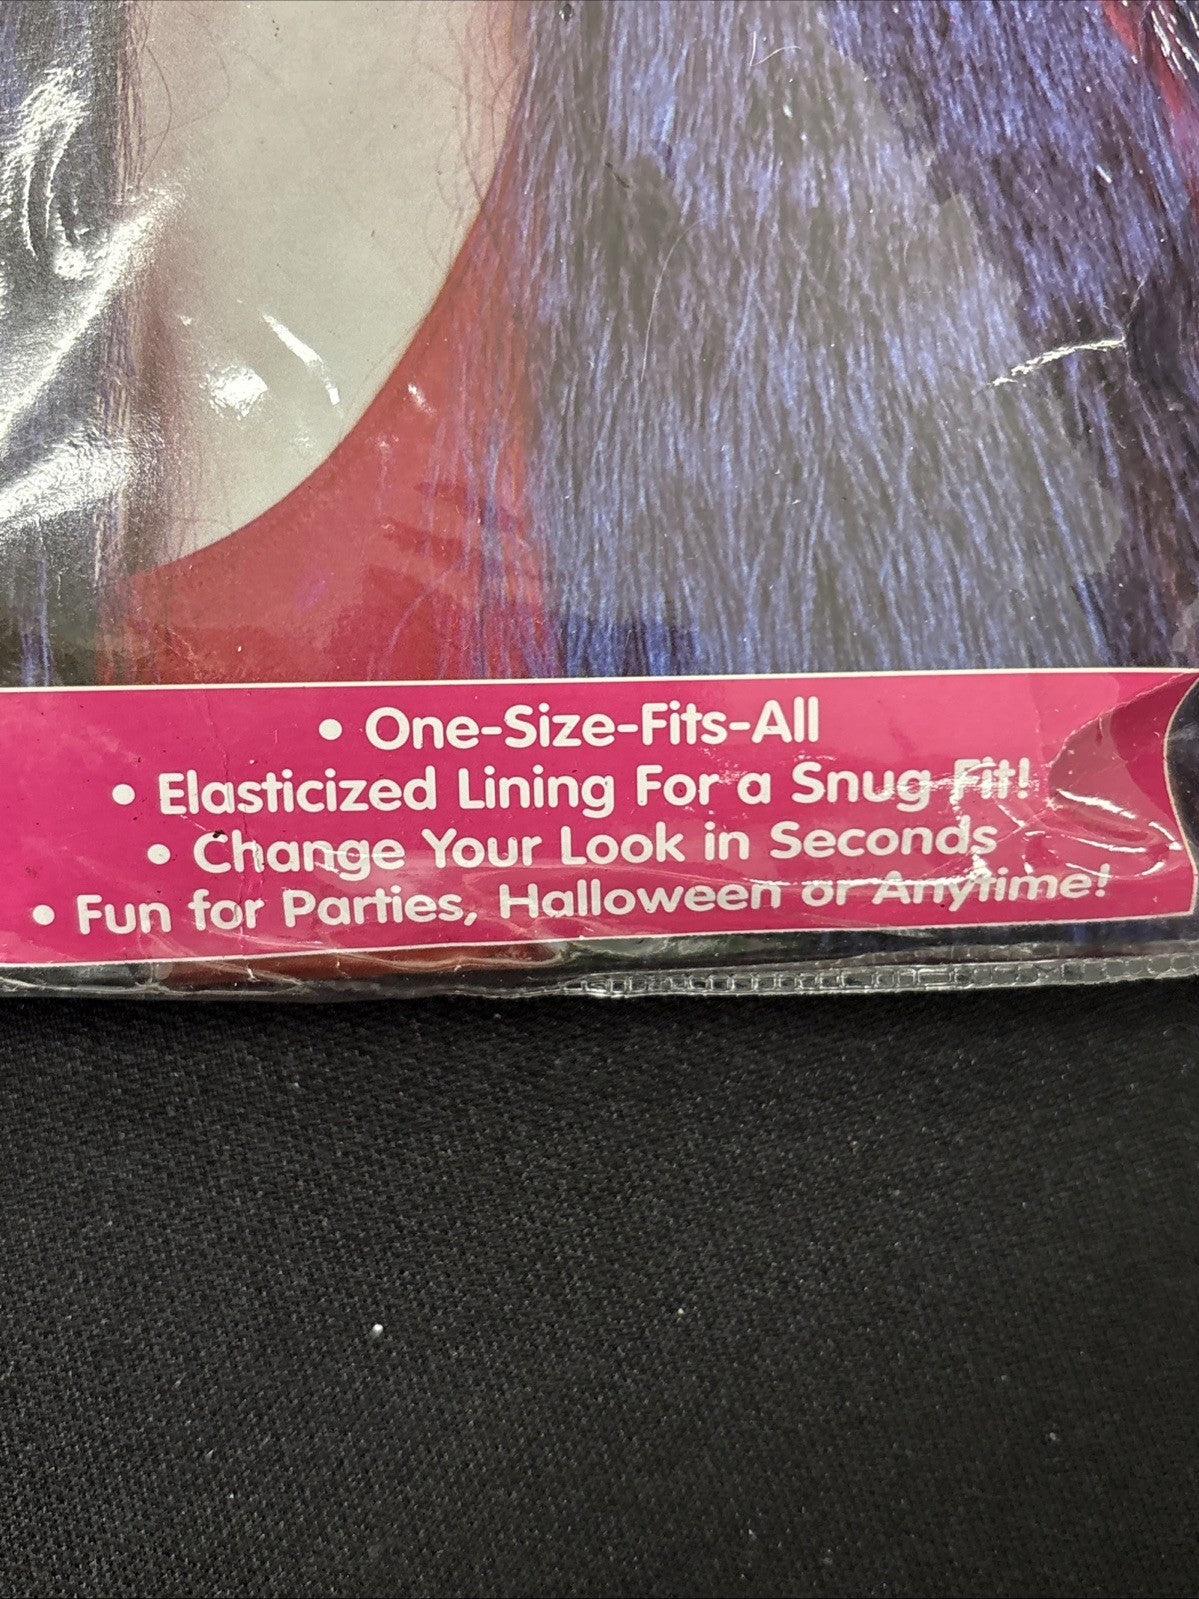 • One-Size-Fits-All
• Elasticized Lining For a Snug Fit!
• Change Your Look in Seconds
• Fun for Parties, Halloween or Anytime!